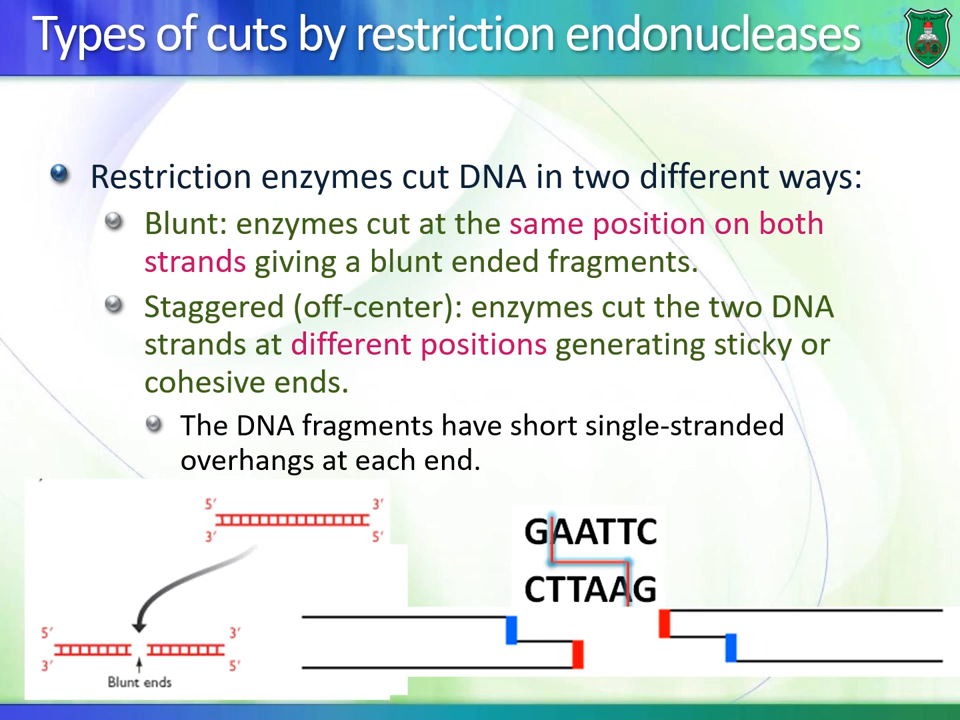 Types of cuts by restriction endonucleases
Restriction enzymes cut DNA in two different ways:
Blunt: enzymes cut at the same position on both
strands giving a blunt ended fragments.
Staggered (off-center): enzymes cut the two DNA
strands at different positions generating sticky or
cohesive ends.
The DNA fragments have short single-stranded
overhangs at each end.
5′ 3′
3′ 5′
GAATTC
CTTAAG
5′ 3′
3′ 5′
Blunt ends